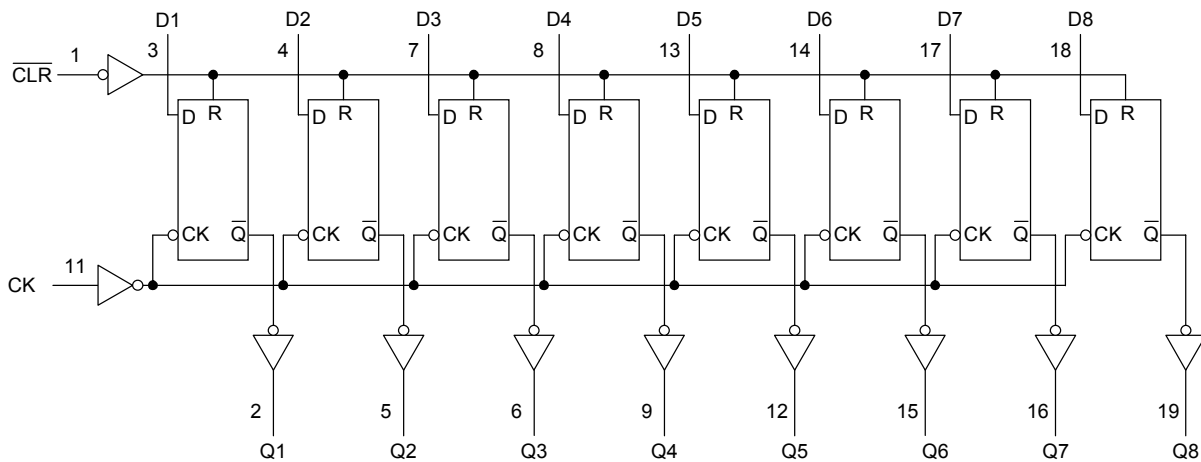 D1 D2 D3 D4 D5 D6 D7 D8
1 3 4 7 8 13 14 17 18
C̅L̅R̅
D R D R D R D R D R D R D R D R
CK Q̅ CK Q̅ CK Q̅ CK Q̅ CK Q̅ CK Q̅ CK Q̅ CK Q̅
11
CK
2 5 6 9 12 15 16 19
Q1 Q2 Q3 Q4 Q5 Q6 Q7 Q8